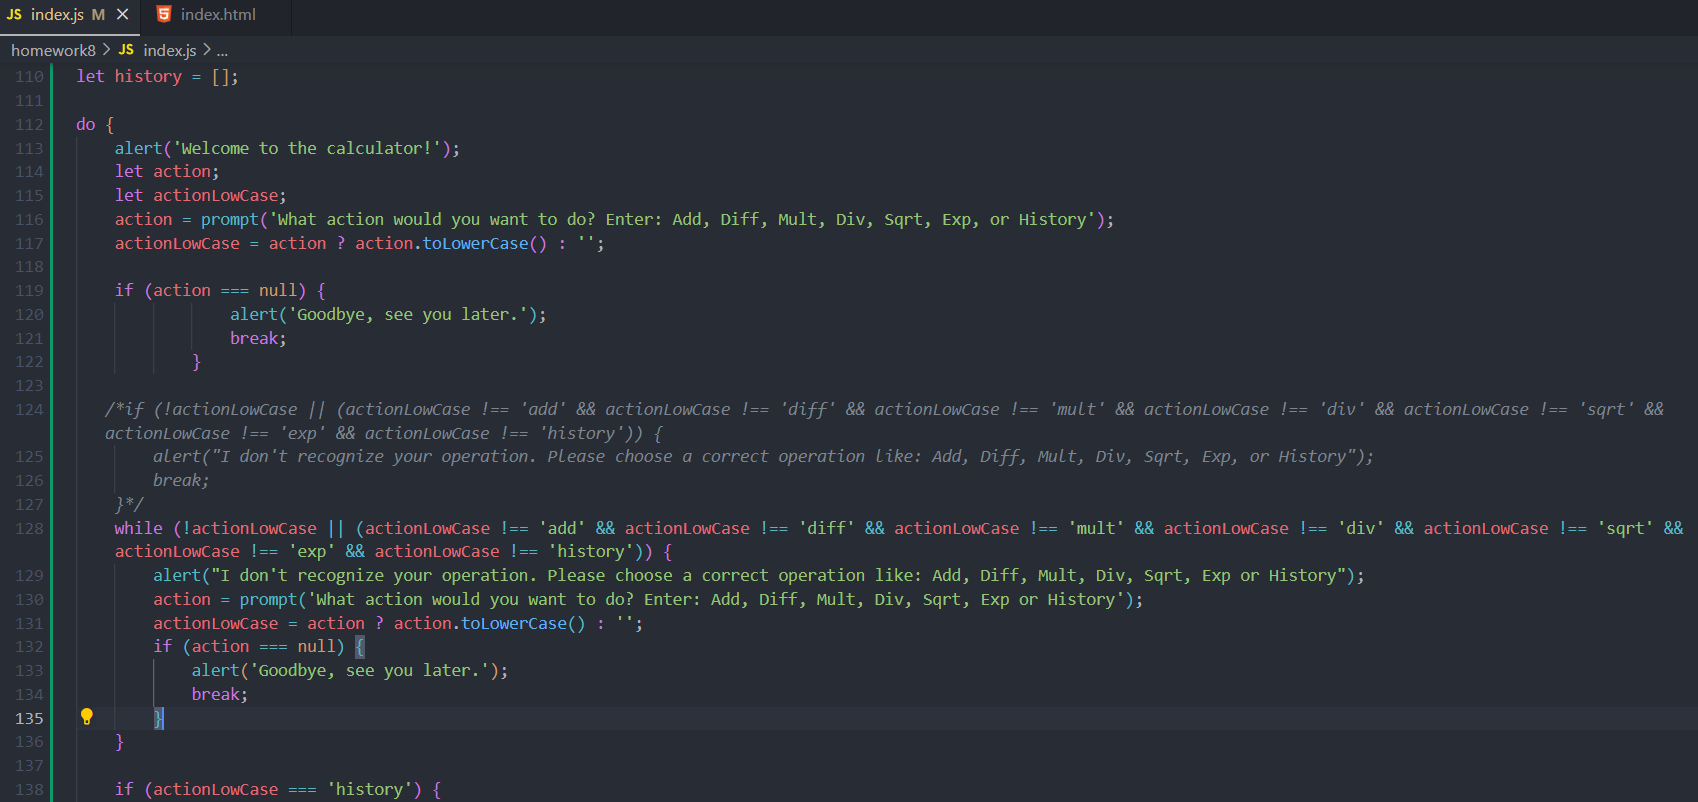 JS index.js M ×
index.html
homework8 > JS index.js > ...
110 let history = [];
111
112 do {
113 alert('Welcome to the calculator!');
114 let action;
115 let actionLowCase;
116 action = prompt('What action would you want to do? Enter: Add, Diff, Mult, Div, Sqrt, Exp, or History');
117 actionLowCase = action ? action.toLowerCase() : '';
118
119 if (action === null) {
120 alert('Goodbye, see you later.');
121 break;
122 }
123
124 /*if (!actionLowCase || (actionLowCase !== 'add' && actionLowCase !== 'diff' && actionLowCase !== 'mult' && actionLowCase !== 'div' && actionLowCase !== 'sqrt' &&
actionLowCase !== 'exp' && actionLowCase !== 'history')) {
125 alert("I don't recognize your operation. Please choose a correct operation like: Add, Diff, Mult, Div, Sqrt, Exp, or History");
126 break;
127 }*/
128 while (!actionLowCase || (actionLowCase !== 'add' && actionLowCase !== 'diff' && actionLowCase !== 'mult' && actionLowCase !== 'div' && actionLowCase !== 'sqrt' &&
actionLowCase !== 'exp' && actionLowCase !== 'history')) {
129 alert("I don't recognize your operation. Please choose a correct operation like: Add, Diff, Mult, Div, Sqrt, Exp or History");
130 action = prompt('What action would you want to do? Enter: Add, Diff, Mult, Div, Sqrt, Exp or History');
131 actionLowCase = action ? action.toLowerCase() : '';
132 if (action === null) {
133 alert('Goodbye, see you later.');
134 break;
135 }
136 }
137
138 if (actionLowCase === 'history') {